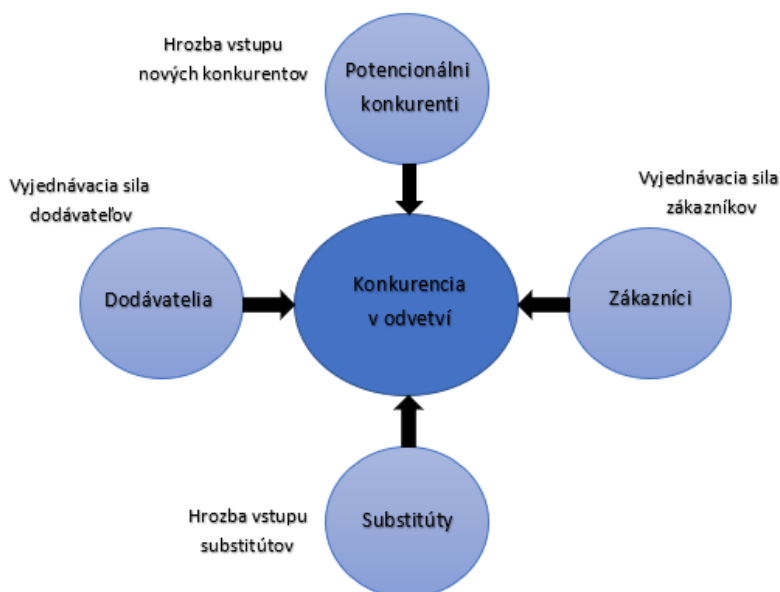 Hrozba vstupu
nových konkurentov
Potencionálni
konkurenti
Vyjednávacia sila
dodávateľov
Vyjednávacia sila
zákazníkov
Dodávatelia
Konkurencia
v odvetví
Zákazníci
Hrozba vstupu
substitútov
Substitúty